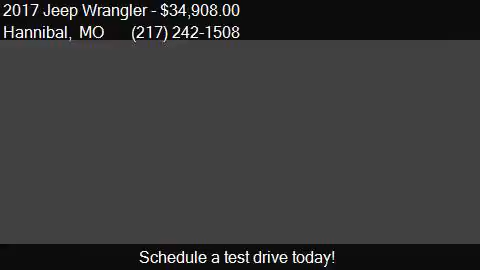 2017 Jeep Wrangler - $34,908.00
Hannibal, MO (217) 242-1508
Schedule a test drive today!